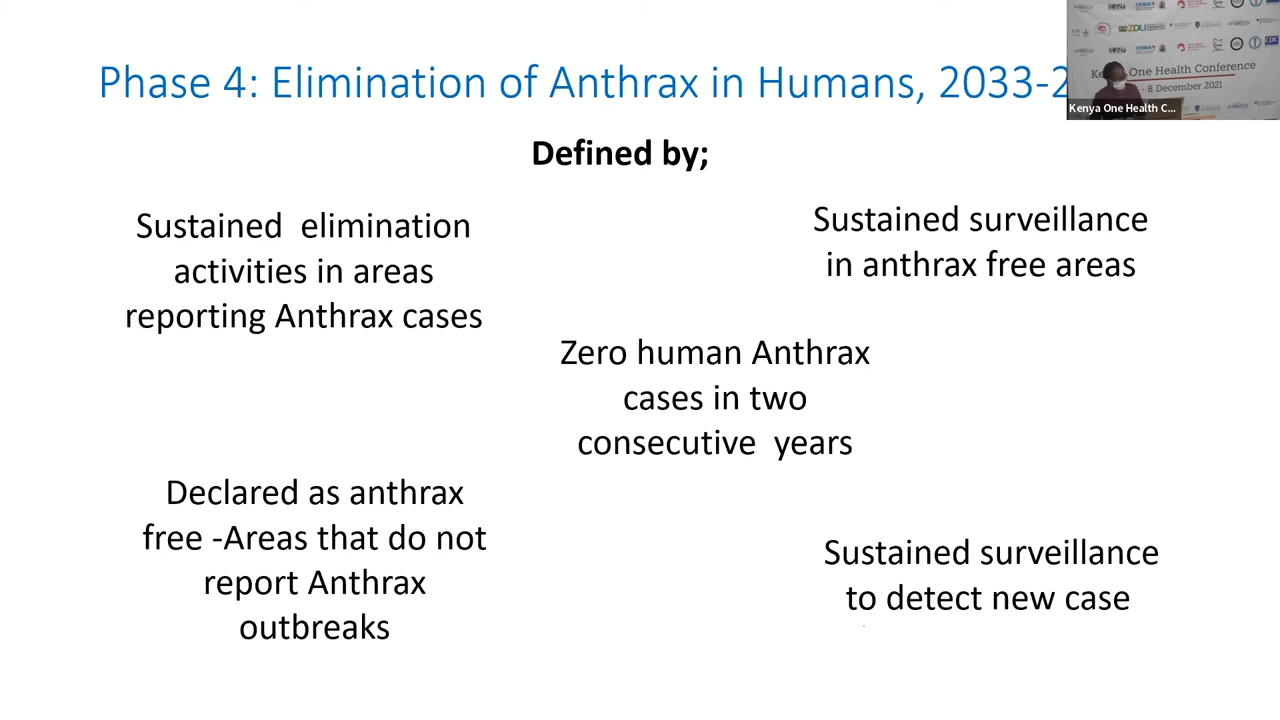 Phase 4: Elimination of Anthrax in Humans, 2033-2
Defined by;
Sustained  elimination
activities in areas
reporting Anthrax cases
Sustained surveillance
in anthrax free areas
Zero human Anthrax
cases in two
consecutive  years
Declared as anthrax
free -Areas that do not
report Anthrax
outbreaks
Sustained surveillance
to detect new case
One Health Conference
8 December 2021
Kenya One Health C...
ZDU
CDC